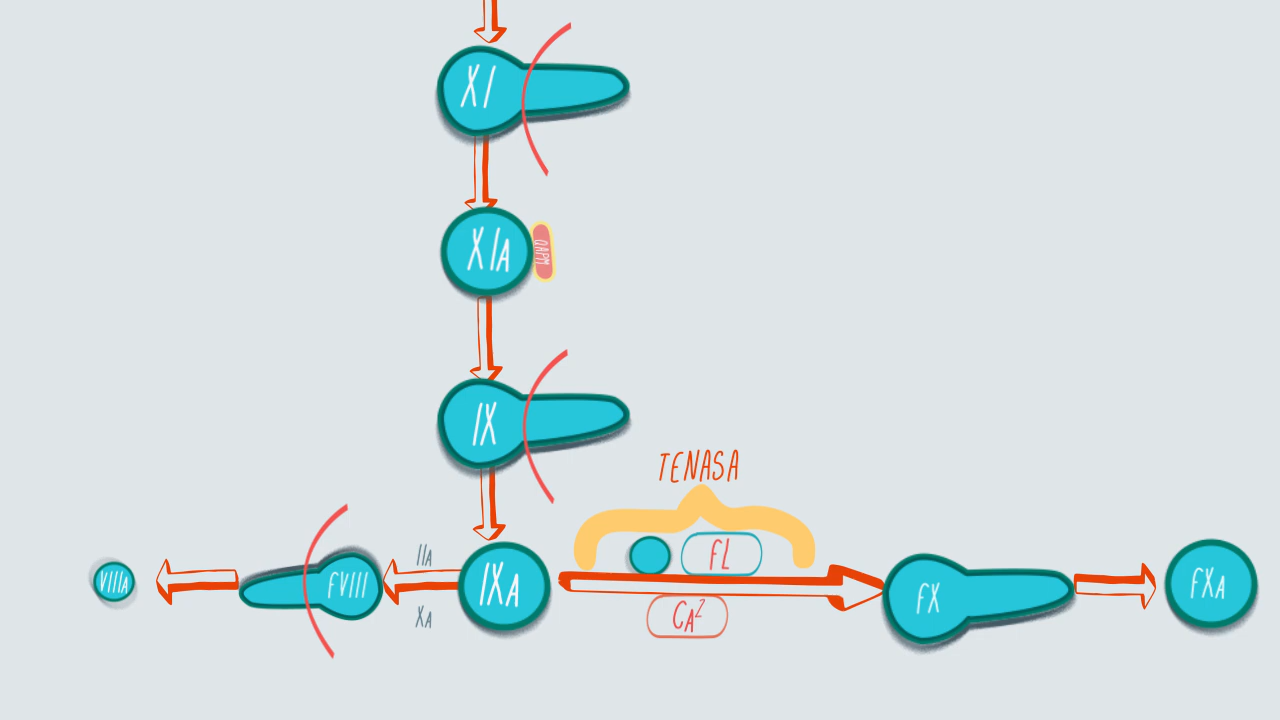 XI
XIA
IX
TENASA
FL
IIA
VIIIA
FVIII
IXA
FX
FXA
XA
CA²